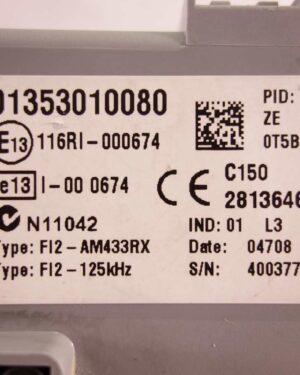 01353010080
PID:
ZE
0T5B
E13 116RI-000674
e13 I-00 0674
CE C150
2813646
N11042
IND: 01 L3
Type: FI2-AM433RX
Date: 04708
Type: FI2-125kHz
S/N: 400377